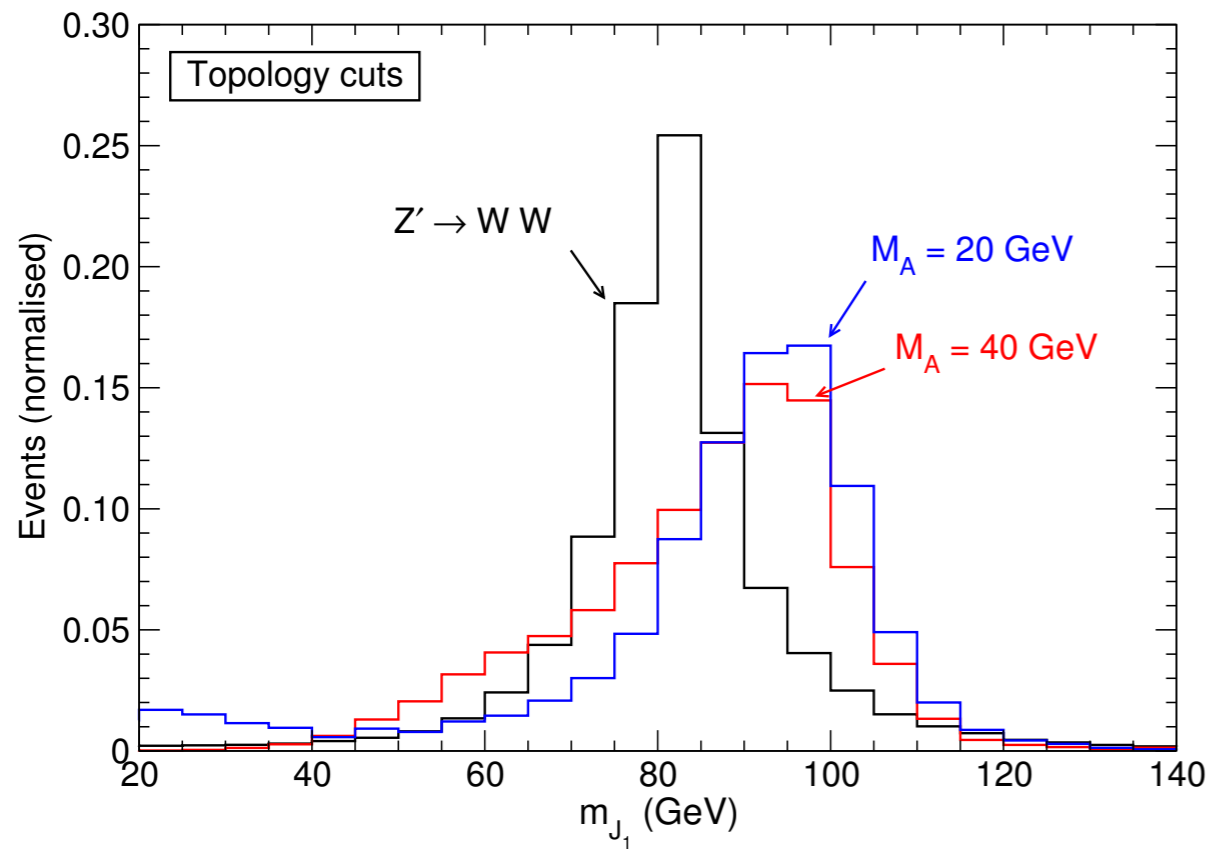 Topology cuts
Z′ → W W
M_A = 20 GeV
M_A = 40 GeV
Events (normalised)
0.30
0.25
0.20
0.15
0.10
0.05
0
20 40 60 80 100 120 140
m_J_1 (GeV)